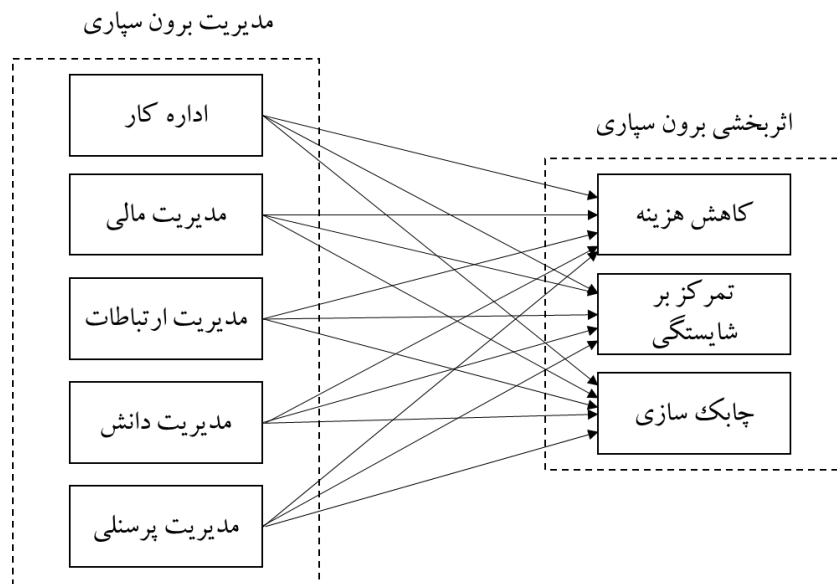 مدیریت برون سپاری
اداره کار
مدیریت مالی
مدیریت ارتباطات
مدیریت دانش
مدیریت پرسنلی
اثربخشی برون سپاری
کاهش هزینه
تمرکز بر
شایستگی
چابک سازی